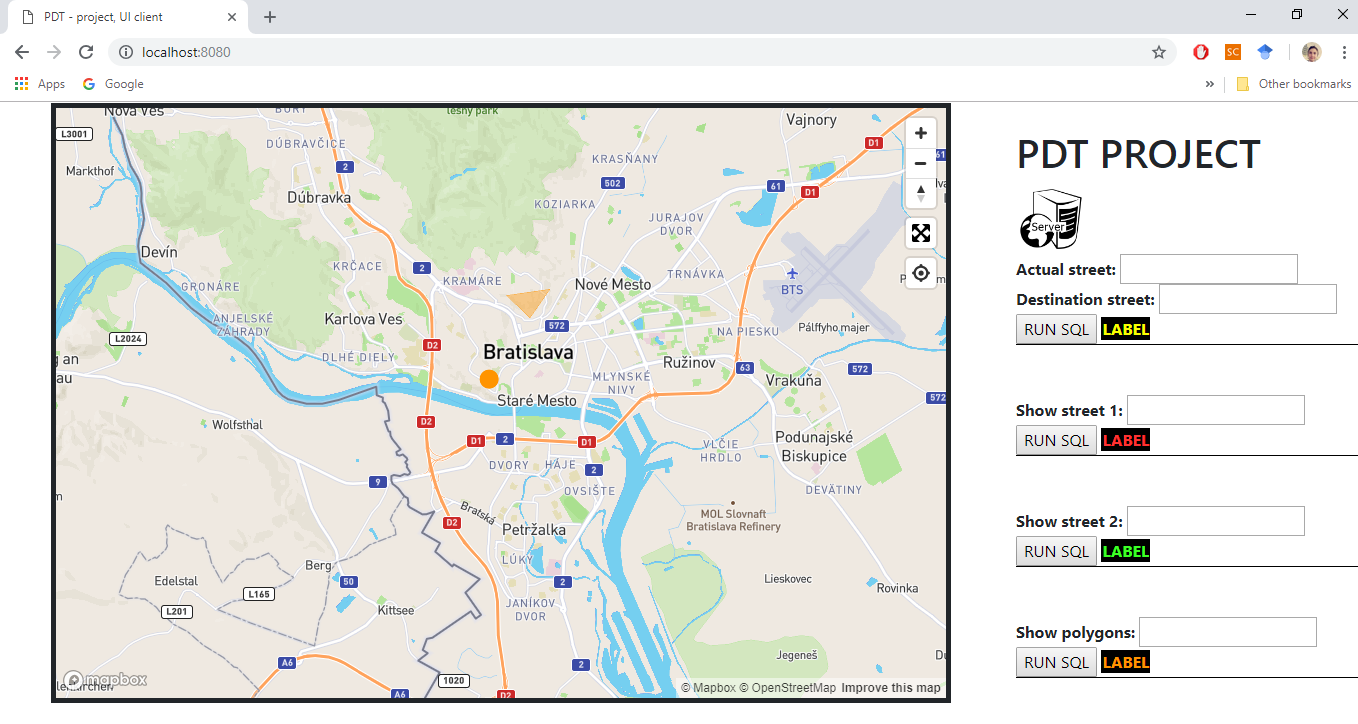 PDT - project, UI client
localhost:8080
SC
Apps
Google
Other bookmarks
PDT PROJECT
Server
Actual street:
Destination street:
RUN SQL LABEL
Show street 1:
RUN SQL LABEL
Show street 2:
RUN SQL LABEL
Show polygons:
RUN SQL LABEL
Nova Ves
BORY
lesný park
Vajnory
L3001
DÚBRAVČICE
D1
61
KRASŇANY
2
Markthof
502
61
D1
Dúbravka
KOZIARKA
JURAJOV
DVOR
Devín
KRČACE
2
KRAMÁRE
TRNÁVKA
GRONÁRE
Nové Mesto
BTS
ANJELSKÉ
ZÁHRADY
Karlova Ves
572
NA PIESKU
Pálffyho majer
L2024
D2
DLHÉ DIELY
Bratislava
Ružinov
63
572
MLYNSKÉ
NIVY
Vrakuňa
Staré Mesto
572
D2
Wolfsthal
D1
2
D1
VLČIE
HRDLO
Podunajské
Biskupice
DVORY
HÁJE
2
9
OVSIŠTE
DEVÄTINY
Bratská
MOL Slovnaft
Bratislava Refinery
D2
Petržalka
LÚKY
Berg
Edelstal
50
2
Lieskovec
Rovinka
L165
L201
Kittsee
JANÍKOV
DVOR
Jegeneš
A6
2
1020
A6
D2
mapbox
© Mapbox © OpenStreetMap Improve this map